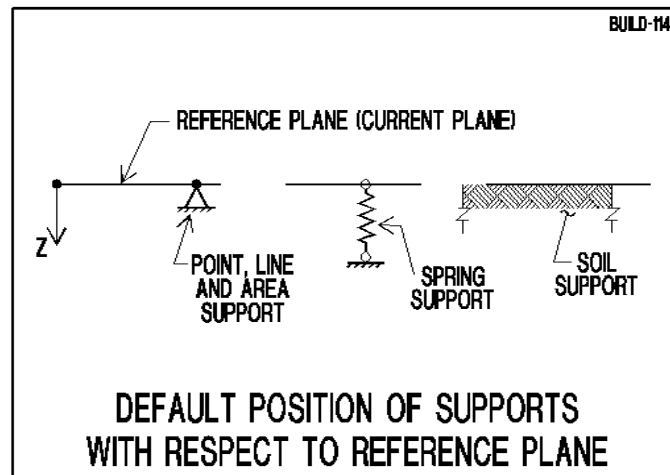 BUILD-114
REFERENCE PLANE (CURRENT PLANE)
Z
POINT, LINE
AND AREA
SUPPORT
SPRING
SUPPORT
SOIL
SUPPORT
DEFAULT POSITION OF SUPPORTS
WITH RESPECT TO REFERENCE PLANE